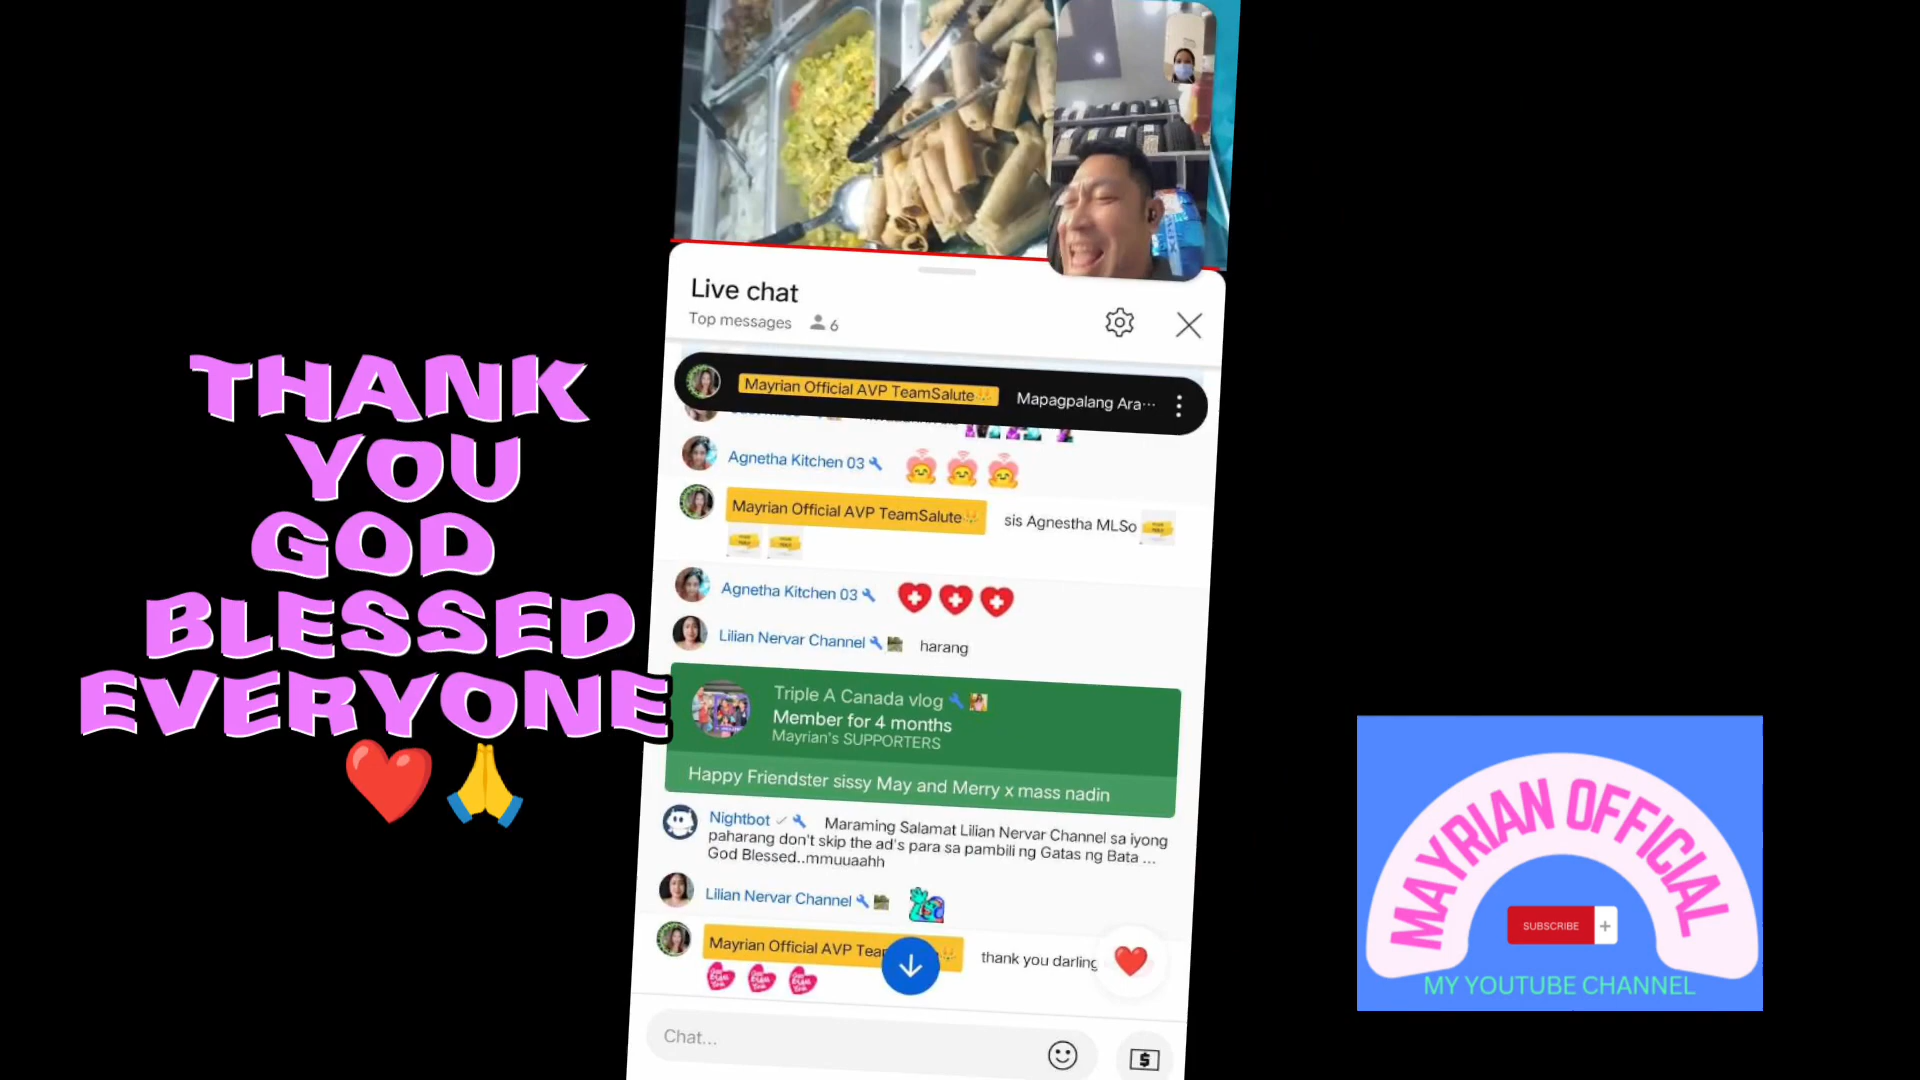 THANK
YOU
GOD
BLESSED
EVERYONE
Live chat
Top messages 6
Mayrian Official AVP TeamSalute Mapagpalang Ara...
Agnetha Kitchen 03
Mayrian Official AVP TeamSalute sis Agnestha MLSo
Agnetha Kitchen 03
Lilian Nervar Channel harang
Triple A Canada vlog
Member for 4 months
Mayrian's SUPPORTERS
Happy Friendster sissy May and Merry x mass nadin
Nightbot Maraming Salamat Lilian Nervar Channel sa iyong
paharang don't skip the ad's para sa pambili ng Gatas ng Bata ...
God Blessed..mmuuaahh
Lilian Nervar Channel
Mayrian Official AVP Tea thank you darling
Chat...
MAYRIAN OFFICIAL
SUBSCRIBE +
MY YOUTUBE CHANNEL